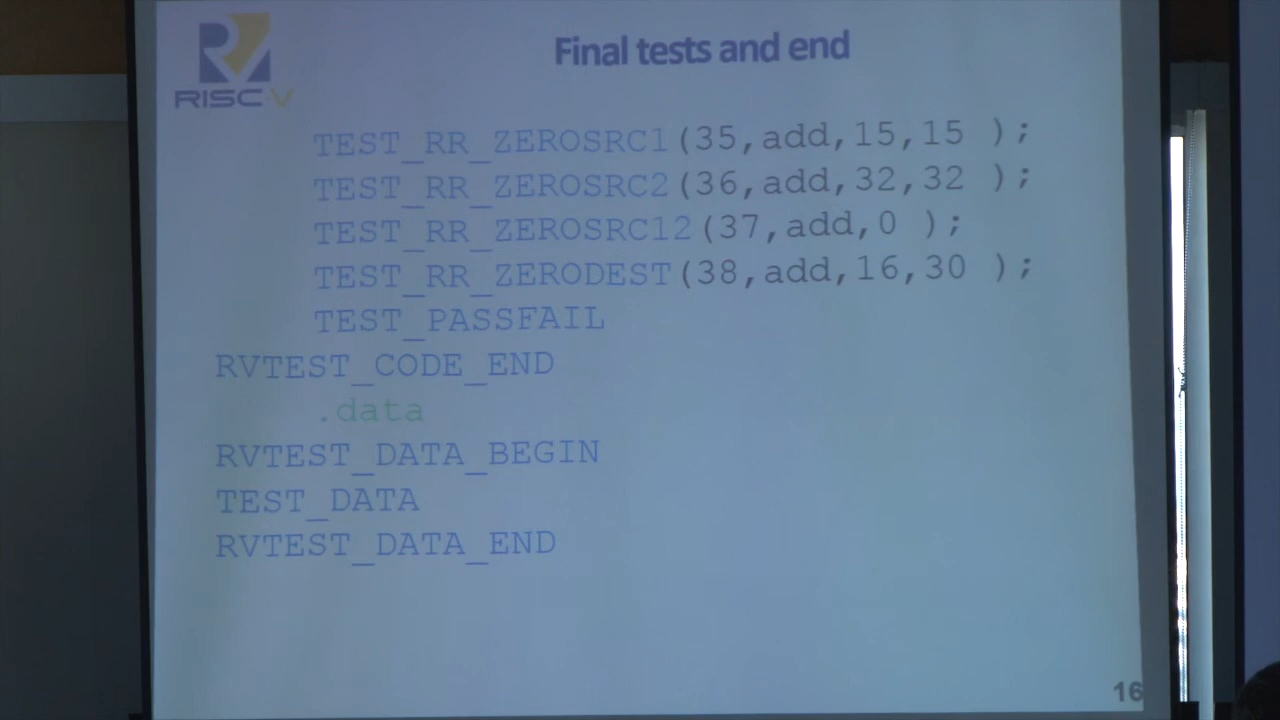 RISC-V
Final tests and end
TEST_RR_ZEROSRC1(35,add,15,15 );
TEST_RR_ZEROSRC2(36,add,32,32 );
TEST_RR_ZEROSRC12(37,add,0 );
TEST_RR_ZERODEST(38,add,16,30 );
TEST_PASSFAIL
RVTEST_CODE_END
.data
RVTEST_DATA_BEGIN
TEST_DATA
RVTEST_DATA_END
16